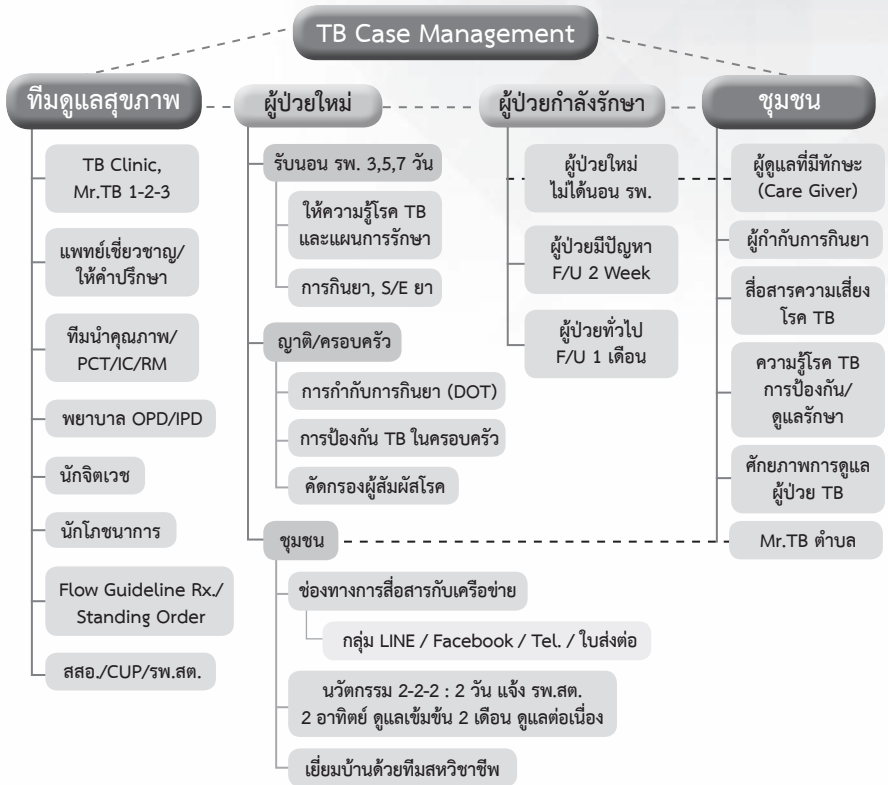 TB Case Management
ทีมดูแลสุขภาพ
TB Clinic,
Mr.TB 1-2-3
แพทย์เชี่ยวชาญ/
ให้คำปรึกษา
ทีมนำคุณภาพ/
PCT/IC/RM
พยาบาล OPD/IPD
นักจิตเวช
นักโภชนาการ
Flow Guideline Rx./
Standing Order
สสอ./CUP/รพ.สต.
ผู้ป่วยใหม่
รับนอน รพ. 3,5,7 วัน
ให้ความรู้โรค TB
และแผนการรักษา
การกินยา, S/E ยา
ญาติ/ครอบครัว
การกำกับการกินยา (DOT)
การป้องกัน TB ในครอบครัว
คัดกรองผู้สัมผัสโรค
ชุมชน
ช่องทางการสื่อสารกับเครือข่าย
กลุ่ม LINE / Facebook / Tel. / ใบส่งต่อ
นวัตกรรม 2-2-2 : 2 วัน แจ้ง รพ.สต.
2 อาทิตย์ ดูแลเข้มข้น 2 เดือน ดูแลต่อเนื่อง
เยี่ยมบ้านด้วยทีมสหวิชาชีพ
ผู้ป่วยกำลังรักษา
ผู้ป่วยใหม่
ไม่ได้นอน รพ.
ผู้ป่วยมีปัญหา
F/U 2 Week
ผู้ป่วยทั่วไป
F/U 1 เดือน
ชุมชน
ผู้ดูแลที่มีทักษะ
(Care Giver)
ผู้กำกับการกินยา
สื่อสารความเสี่ยง
โรค TB
ความรู้โรค TB
การป้องกัน/
ดูแลรักษา
ศักยภาพการดูแล
ผู้ป่วย TB
Mr.TB ตำบล